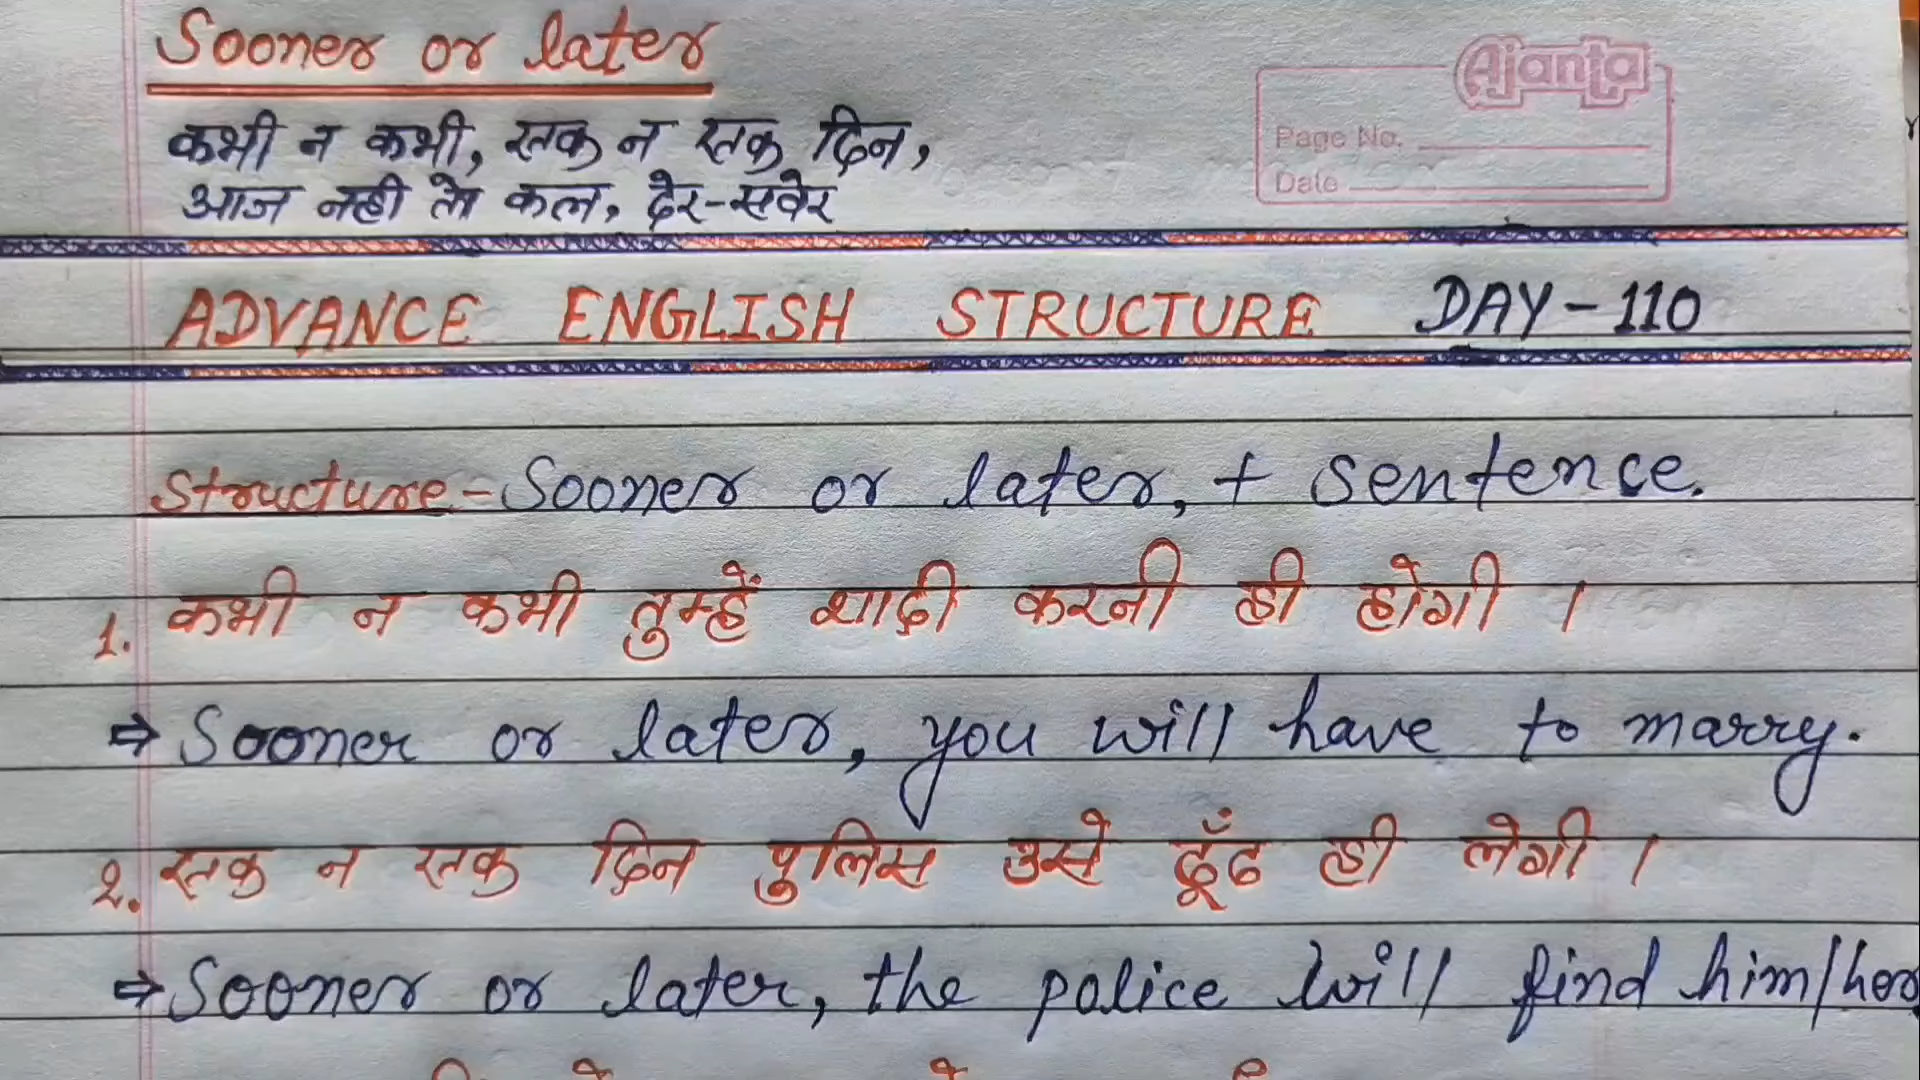 Sooner or later
Ajanta
कभी न कभी, एक न एक दिन,
Page No.
आज नही तो कल, देर-सवेर
Date
ADVANCE ENGLISH STRUCTURE DAY-110
Structure-Sooner or later, + sentence.
1. कभी न कभी तुम्हें शादी करनी ही होगी ।
⇒ Sooner or later, you will have to marry.
2. एक न एक दिन पुलिस उसे ढूँढ ही लेगी ।
⇒ Sooner or later, the police will find him/her